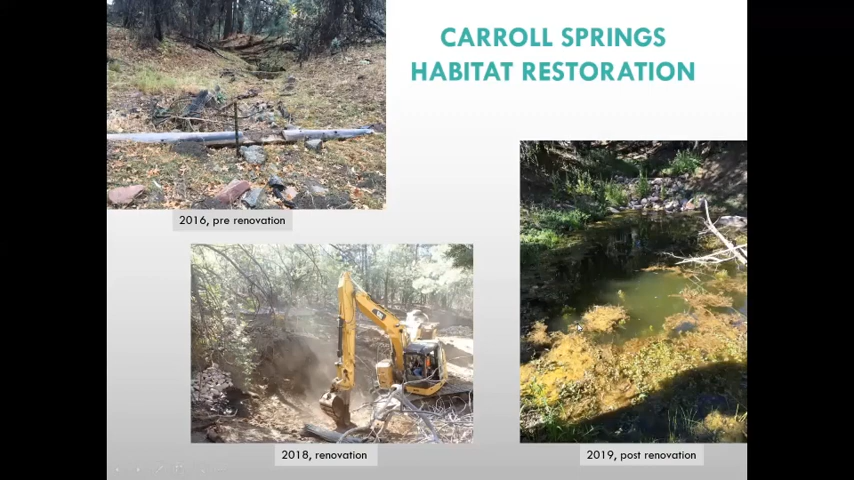 CARROLL SPRINGS
HABITAT RESTORATION
2016, pre renovation
2018, renovation
2019, post renovation